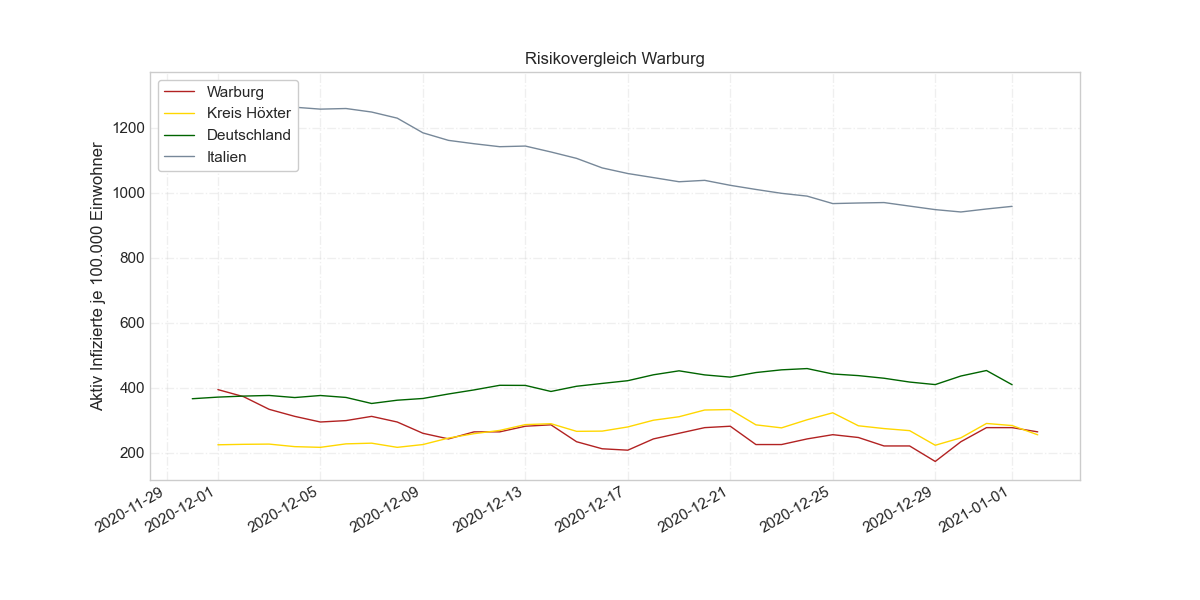 Risikovergleich Warburg
Warburg
Kreis Höxter
Deutschland
Italien
Aktiv Infizierte je 100.000 Einwohner
1200
1000
800
600
400
200
2020-11-29
2020-12-01
2020-12-05
2020-12-09
2020-12-13
2020-12-17
2020-12-21
2020-12-25
2020-12-29
2021-01-01